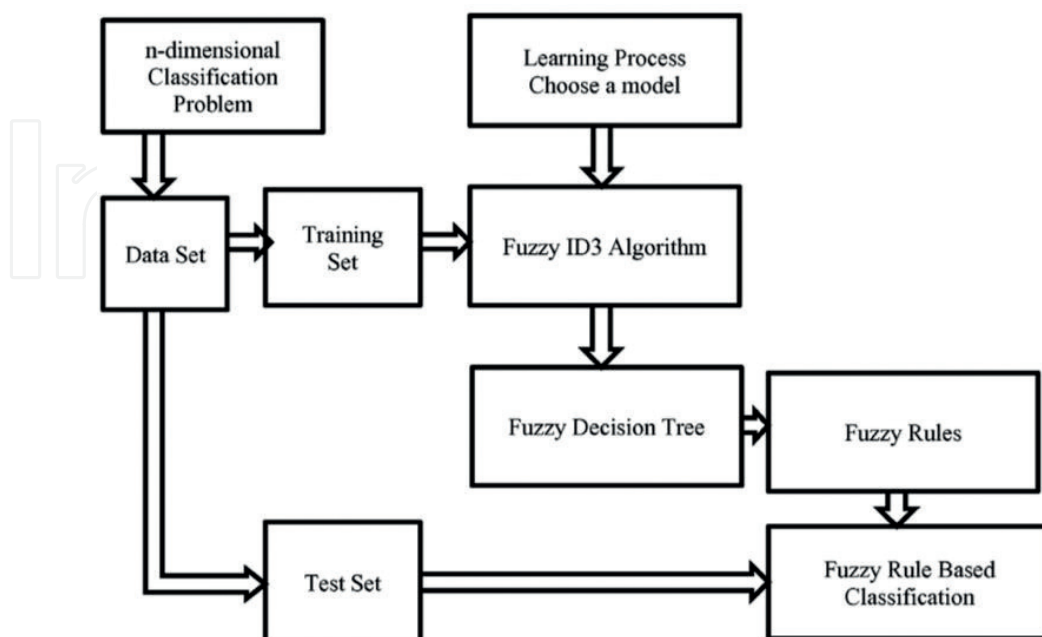 n-dimensional
Classification
Problem
Learning Process
Choose a model
Data Set
Training
Set
Fuzzy ID3 Algorithm
Fuzzy Decision Tree
Fuzzy Rules
Test Set
Fuzzy Rule Based
Classification